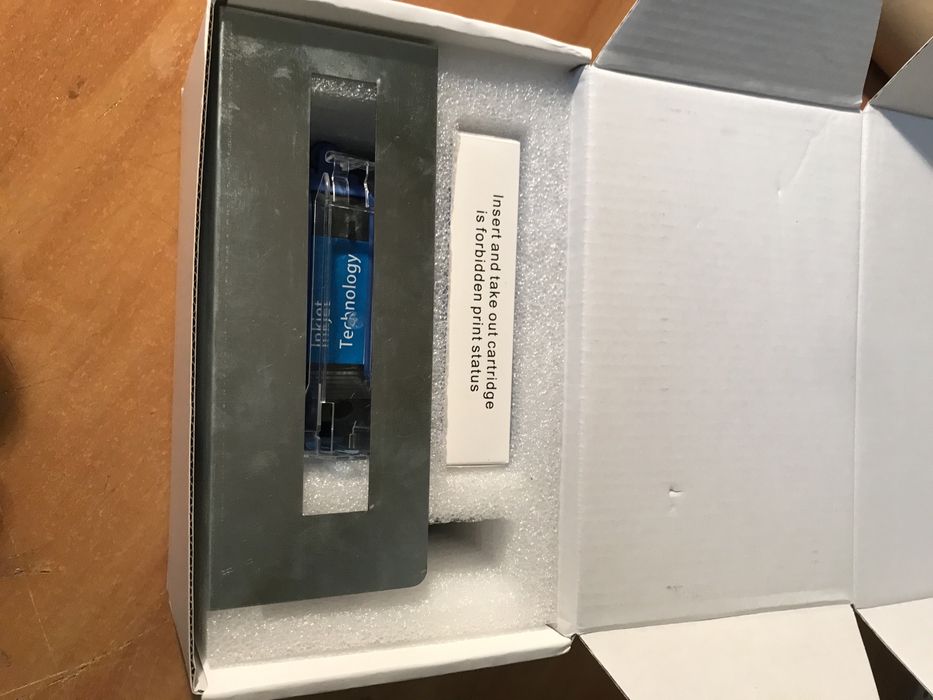 Insert and take out cartridge
is forbidden print status
Inkjet
Technology